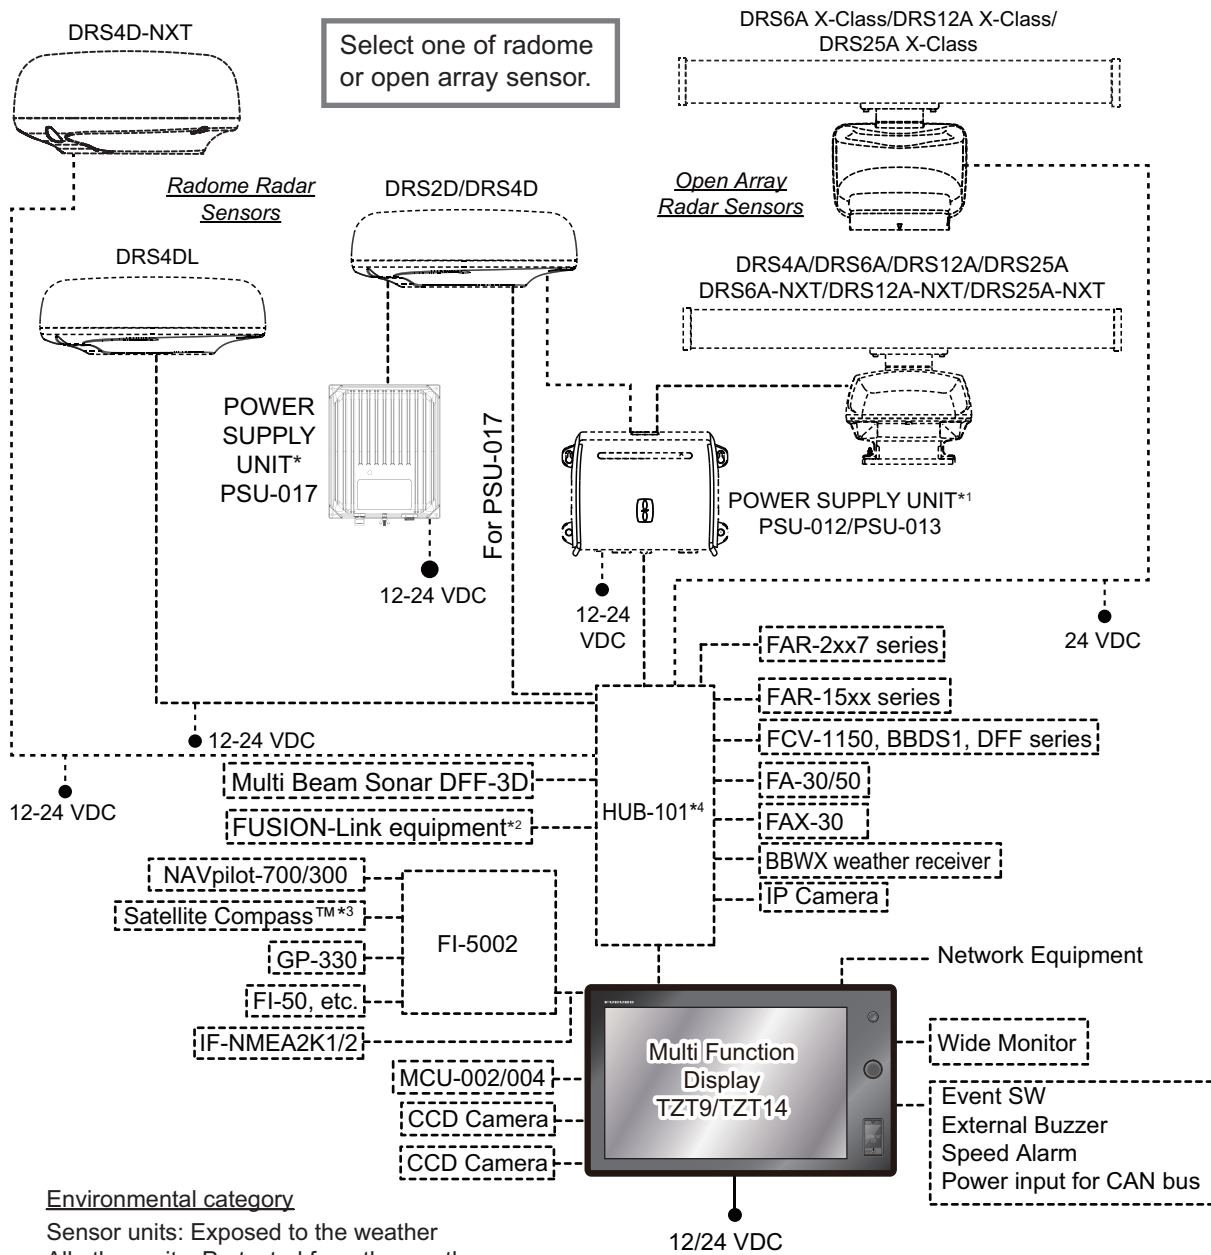 DRS4D-NXT
Select one of radome
or open array sensor.
DRS6A X-Class/DRS12A X-Class/
DRS25A X-Class
Radome Radar
Sensors
DRS2D/DRS4D
Open Array
Radar Sensors
DRS4DL
DRS4A/DRS6A/DRS12A/DRS25A
DRS6A-NXT/DRS12A-NXT/DRS25A-NXT
POWER
SUPPLY
UNIT*
PSU-017
For PSU-017
POWER SUPPLY UNIT*1
PSU-012/PSU-013
12-24 VDC
12-24
VDC
24 VDC
FAR-2xx7 series
FAR-15xx series
12-24 VDC
FCV-1150, BBDS1, DFF series
Multi Beam Sonar DFF-3D
FA-30/50
12-24 VDC
HUB-101*4
FUSION-Link equipment*2
FAX-30
BBWX weather receiver
NAVpilot-700/300
IP Camera
Satellite Compass™*3
FI-5002
GP-330
Network Equipment
FI-50, etc.
FURUNO
IF-NMEA2K1/2
Wide Monitor
Multi Function
Display
TZT9/TZT14
MCU-002/004
CCD Camera
CCD Camera
Event SW
External Buzzer
Speed Alarm
Power input for CAN bus
Environmental category
Sensor units: Exposed to the weather
12/24 VDC